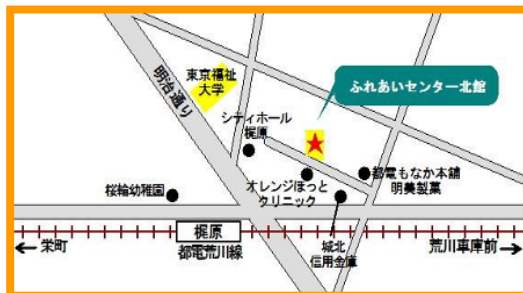 東京福祉
大学
明治通り
ふれあいセンター北館
シティホール
梶原
都電もなか本舗
明美製菓
オレンジほっと
クリニック
桜輪幼稚園
城北
信用金庫
梶原
都電荒川線
栄町
荒川車庫前